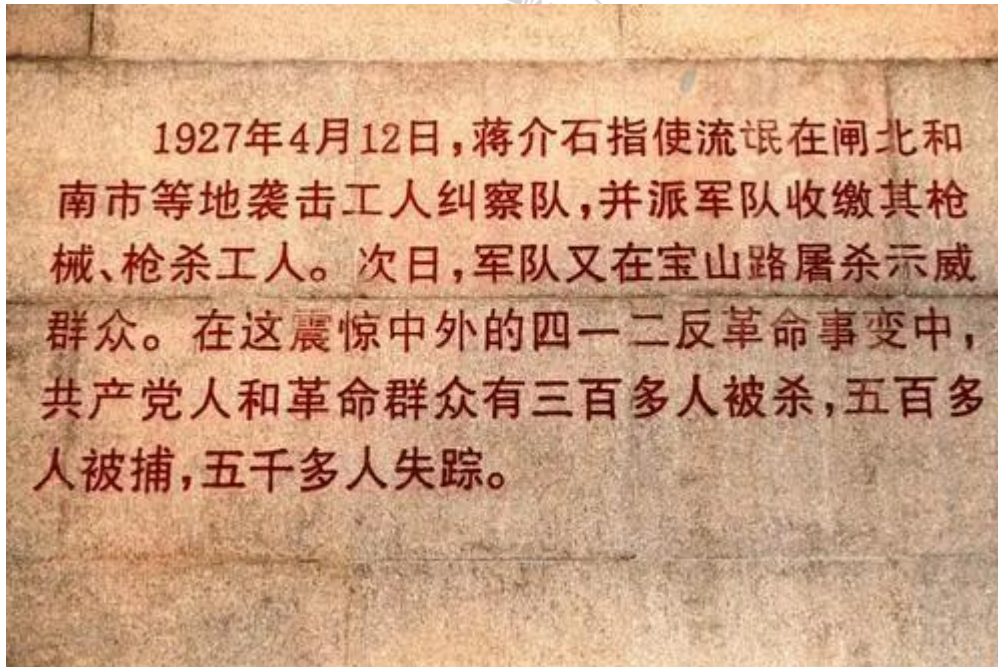 1927年4月12日,蒋介石指使流氓在闸北和
南市等地袭击工人纠察队,并派军队收缴其枪
械、枪杀工人。次日,军队又在宝山路屠杀示威
群众。在这震惊中外的四一二反革命事变中,
共产党人和革命群众有三百多人被杀,五百多
人被捕,五千多人失踪。